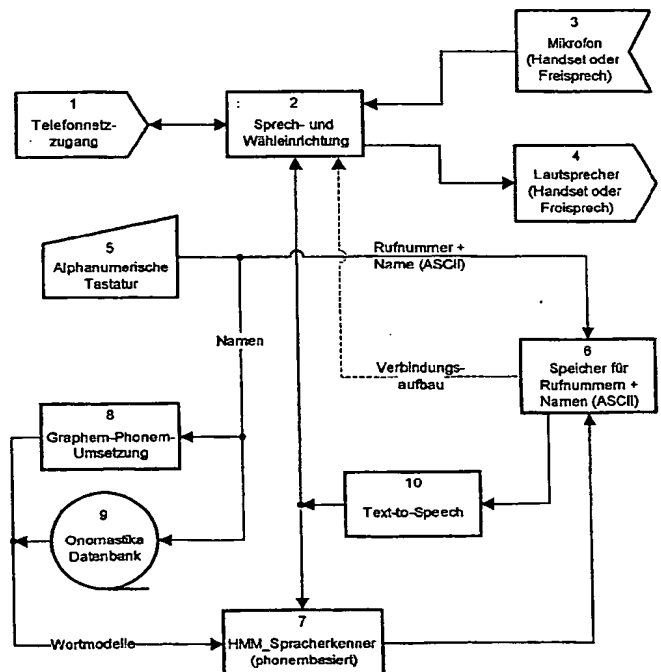 3
Mikrofon
(Handset oder
Freisprech)
1
Telefonnetz-
zugang
2
Sprech- und
Wähleinrichtung
4
Lautsprecher
(Handset oder
Froisprech)
5
Alphanumerische
Tastatur
Rufnummer +
Name (ASCII)
Namen
6
Speicher für
Rufnummern +
Namen (ASCII)
Verbindungs-
aufbau
8
Graphem-Phonem-
Umsetzung
9
Onomastika
Datenbank
10
Text-to-Speech
7
HMM_Spracherkenner
(phonembasiert)
Wortmodelle